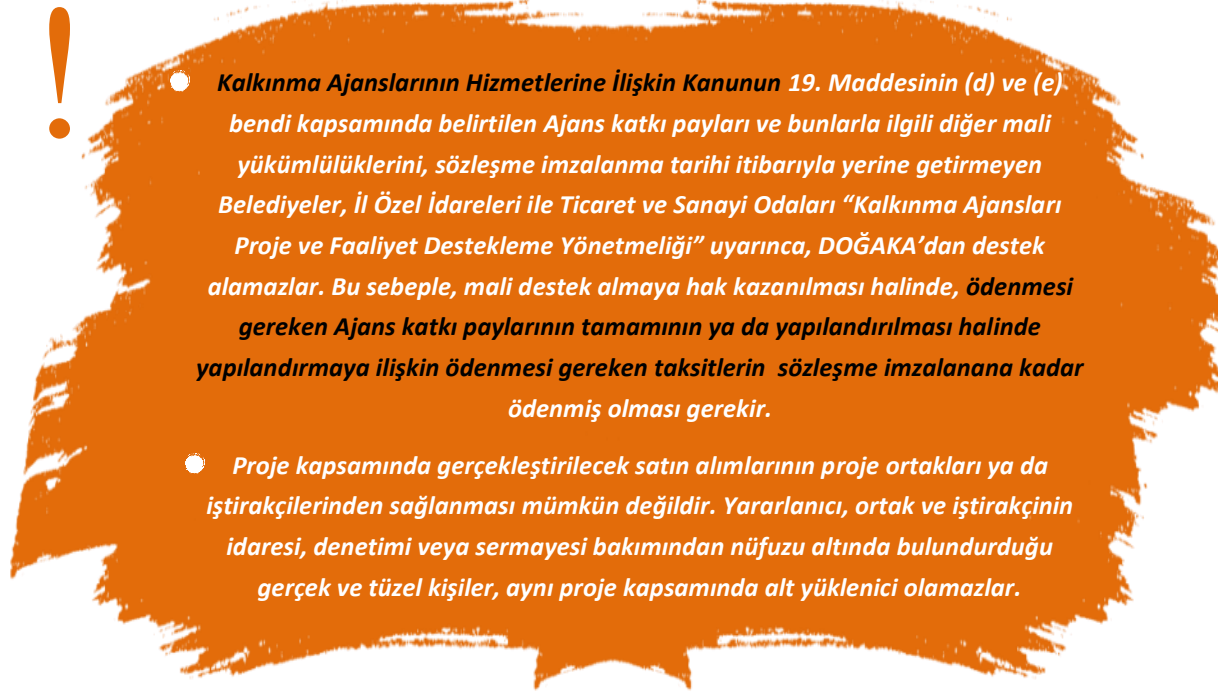 !
● Kalkınma Ajanslarının Hizmetlerine İlişkin Kanunun 19. Maddesinin (d) ve (e)
bendi kapsamında belirtilen Ajans katkı payları ve bunlarla ilgili diğer mali
yükümlülüklerini, sözleşme imzalanma tarihi itibarıyla yerine getirmeyen
Belediyeler, İl Özel İdareleri ile Ticaret ve Sanayi Odaları “Kalkınma Ajansları
Proje ve Faaliyet Destekleme Yönetmeliği” uyarınca, DOĞAKA’dan destek
alamazlar. Bu sebeple, mali destek almaya hak kazanılması halinde, ödenmesi
gereken Ajans katkı paylarının tamamının ya da yapılandırılması halinde
yapılandırmaya ilişkin ödenmesi gereken taksitlerin sözleşme imzalanana kadar
ödenmiş olması gerekir.
● Proje kapsamında gerçekleştirilecek satın alımlarının proje ortakları ya da
iştirakçilerinden sağlanması mümkün değildir. Yararlanıcı, ortak ve iştirakçinin
idaresi, denetimi veya sermayesi bakımından nüfuzu altında bulundurduğu
gerçek ve tüzel kişiler, aynı proje kapsamında alt yüklenici olamazlar.